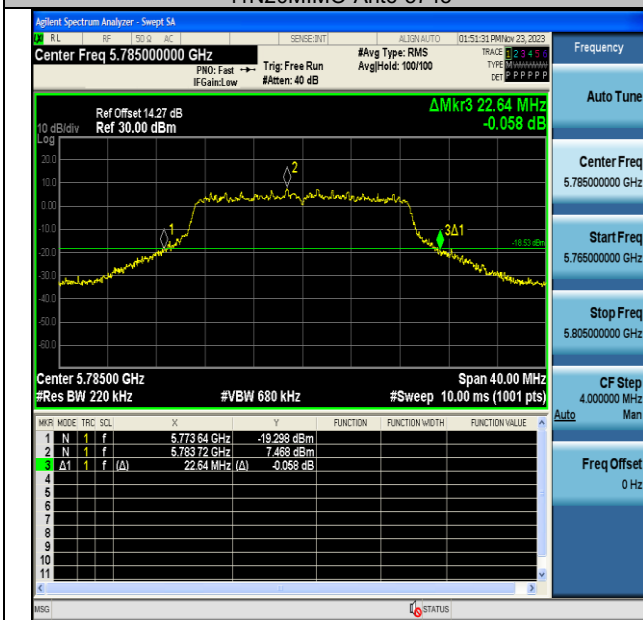 Agilent Spectrum Analyzer - Swept SA
RL RF 50 Ω AC SENSE:INT ALIGN AUTO 01:51:31 PM Nov 23, 2023
Center Freq 5.785000000 GHz
PNO: Fast
IFGain:Low
Trig: Free Run
#Atten: 40 dB
#Avg Type: RMS
Avg|Hold: 100/100
TRACE 1 2 3 4 5 6
TYPE M
DET P P P P P P
Ref Offset 14.27 dB
10 dB/div Ref 30.00 dBm
Log
ΔMkr3 22.64 MHz
-0.058 dB
20.0
10.0
0.00
-10.0
-30.0
-40.0
-50.0
-60.0
1
2
3Δ1
-18.53 dBm
Center 5.78500 GHz Span 40.00 MHz
#Res BW 220 kHz #VBW 680 kHz #Sweep 10.00 ms (1001 pts)
MKR MODE TRC SCL X Y FUNCTION FUNCTION WIDTH FUNCTION VALUE
1 N 1 f 5.773 64 GHz -19.298 dBm
2 N 1 f 5.783 72 GHz 7.468 dBm
3 Δ1 1 f (Δ) 22.64 MHz (Δ) -0.058 dB
4
5
6
7
8
9
10
11
MSG STATUS
Frequency
Auto Tune
Center Freq
5.785000000 GHz
Start Freq
5.765000000 GHz
Stop Freq
5.805000000 GHz
CF Step
4.000000 MHz
Auto Man
Freq Offset
0 Hz